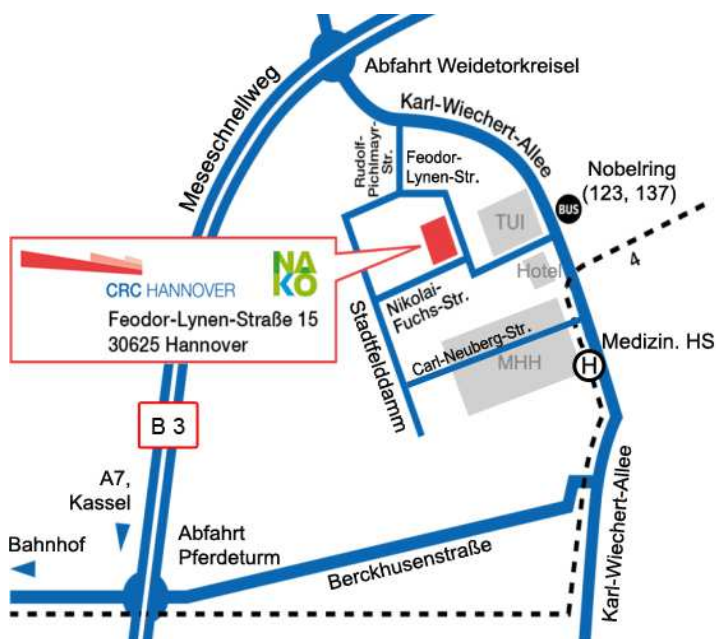 Abfahrt Weidetorkreisel
Meseschnellweg
Karl-Wiechert-Allee
Rudolf-
Pichlmayr-
Str.
Feodor-
Lynen-Str.
Nobelring
(123, 137)
BUS
TUI
4
Hotel
NA
KO
CRC HANNOVER
Feodor-Lynen-Straße 15
30625 Hannover
Nikolai-
Fuchs-Str.
Stadtfelddamm
Carl-Neuberg-Str.
MHH
Medizin. HS
H
B 3
A7,
Kassel
Bahnhof
Abfahrt
Pferdeturm
Berckhusenstraße
Karl-Wiechert-Allee